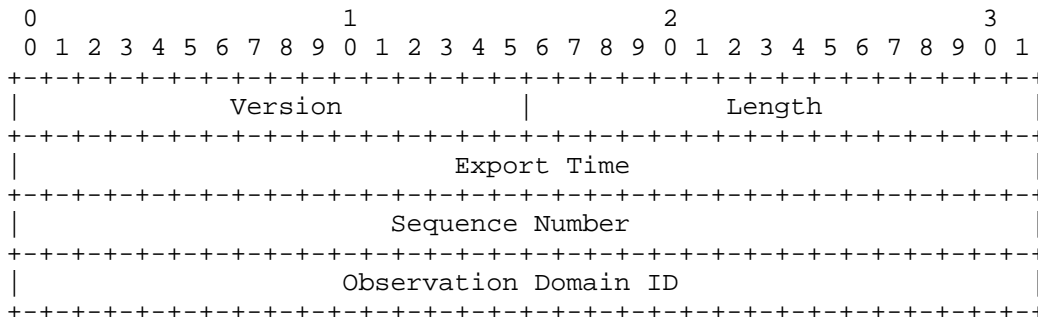 0                   1                   2                   3
 0 1 2 3 4 5 6 7 8 9 0 1 2 3 4 5 6 7 8 9 0 1 2 3 4 5 6 7 8 9 0 1
+-+-+-+-+-+-+-+-+-+-+-+-+-+-+-+-+-+-+-+-+-+-+-+-+-+-+-+-+-+-+-+-+
|             Version            |            Length             |
+-+-+-+-+-+-+-+-+-+-+-+-+-+-+-+-+-+-+-+-+-+-+-+-+-+-+-+-+-+-+-+-+
|                           Export Time                         |
+-+-+-+-+-+-+-+-+-+-+-+-+-+-+-+-+-+-+-+-+-+-+-+-+-+-+-+-+-+-+-+-+
|                       Sequence Number                         |
+-+-+-+-+-+-+-+-+-+-+-+-+-+-+-+-+-+-+-+-+-+-+-+-+-+-+-+-+-+-+-+-+
|                    Observation Domain ID                      |
+-+-+-+-+-+-+-+-+-+-+-+-+-+-+-+-+-+-+-+-+-+-+-+-+-+-+-+-+-+-+-+-+